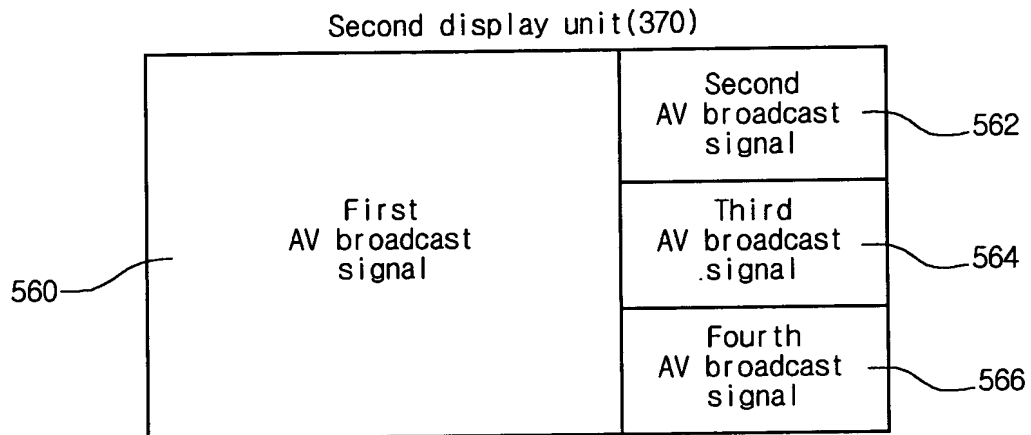 Second display unit(370)
First
AV broadcast
signal
560
Second
AV broadcast
signal
562
Third
AV broadcast
.signal
564
Fourth
AV broadcast
signal
566